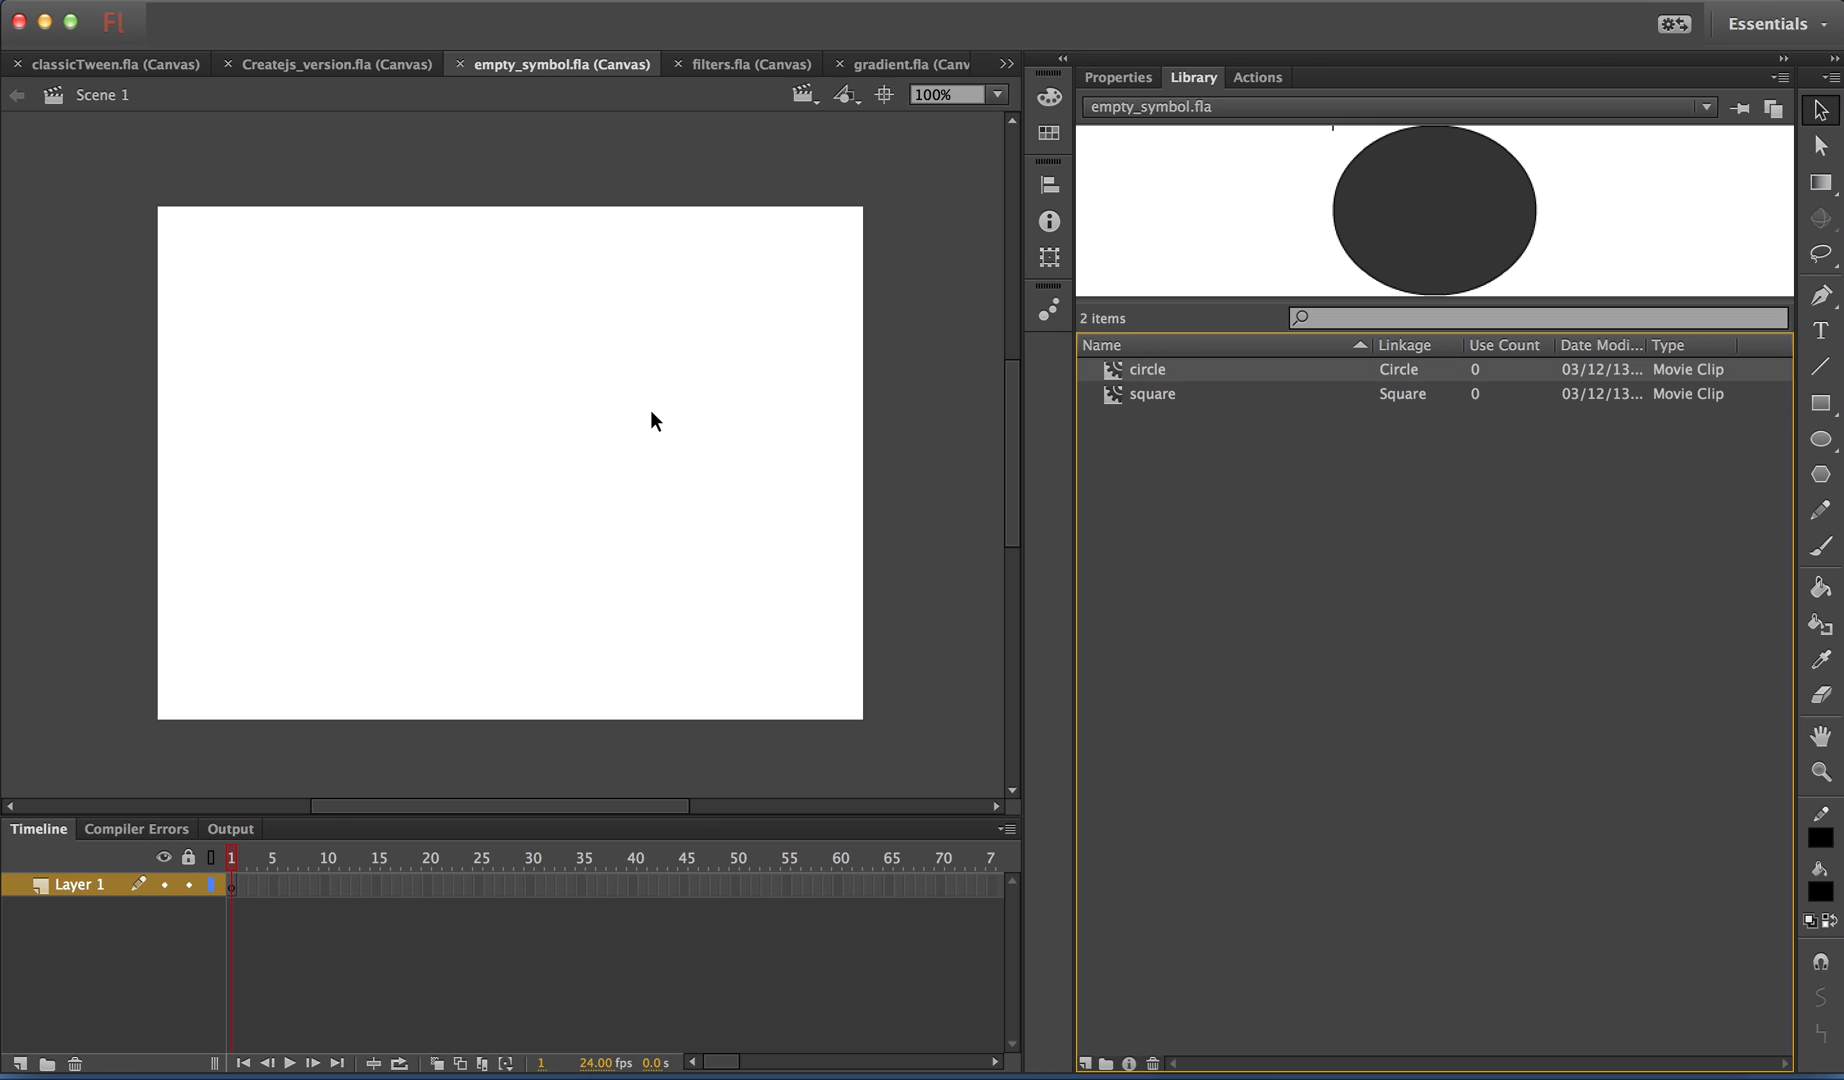 Fl
Essentials
classicTween.fla (Canvas)
Createjs_version.fla (Canvas)
empty_symbol.fla (Canvas)
filters.fla (Canvas)
gradient.fla (Canv
Scene 1
100%
Properties
Library
Actions
empty_symbol.fla
2 items
Name
Linkage
Use Count
Date Modi...
Type
circle
Circle
0
03/12/13...
Movie Clip
square
Square
0
03/12/13...
Movie Clip
Timeline
Compiler Errors
Output
1 5 10 15 20 25 30 35 40 45 50 55 60 65 70 7
Layer 1
1
24.00 fps
0.0 s